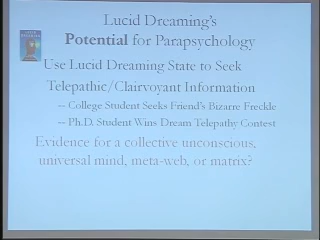 Lucid Dreaming's
Potential for Parapsychology
Use Lucid Dreaming State to Seek
Telepathic/Clairvoyant Information
– College Student Seeks Friend's Bizarre Freckle
– Ph.D. Student Wins Dream Telepathy Contest
Evidence for a collective unconscious,
universal mind, meta-web, or matrix?